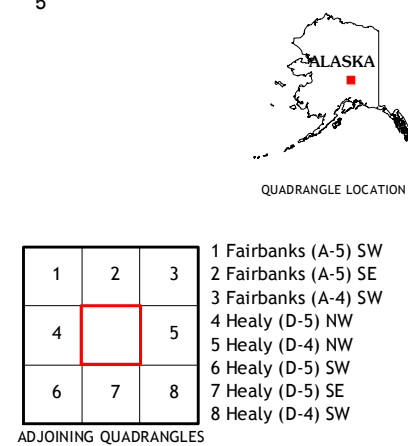 5
ALASKA
QUADRANGLE LOCATION
1 2 3
4 5
6 7 8
1 Fairbanks (A-5) SW
2 Fairbanks (A-5) SE
3 Fairbanks (A-4) SW
4 Healy (D-5) NW
5 Healy (D-4) NW
6 Healy (D-5) SW
7 Healy (D-5) SE
8 Healy (D-4) SW
ADJOINING QUADRANGLES